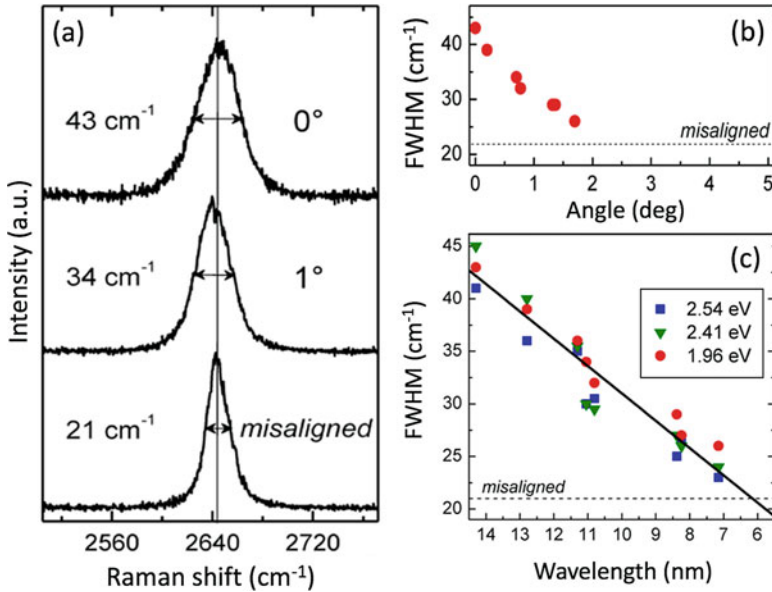 (a)
43 cm⁻¹ 0°
34 cm⁻¹ 1°
21 cm⁻¹ misaligned
Intensity (a.u.)
2560 2640 2720
Raman shift (cm⁻¹)
(b)
FWHM (cm⁻¹)
40
30
20
misaligned
0 1 2 3 4 5
Angle (deg)
(c)
FWHM (cm⁻¹)
45
40
35
30
25
20
2.54 eV
2.41 eV
1.96 eV
misaligned
14 13 12 11 10 9 8 7 6
Wavelength (nm)